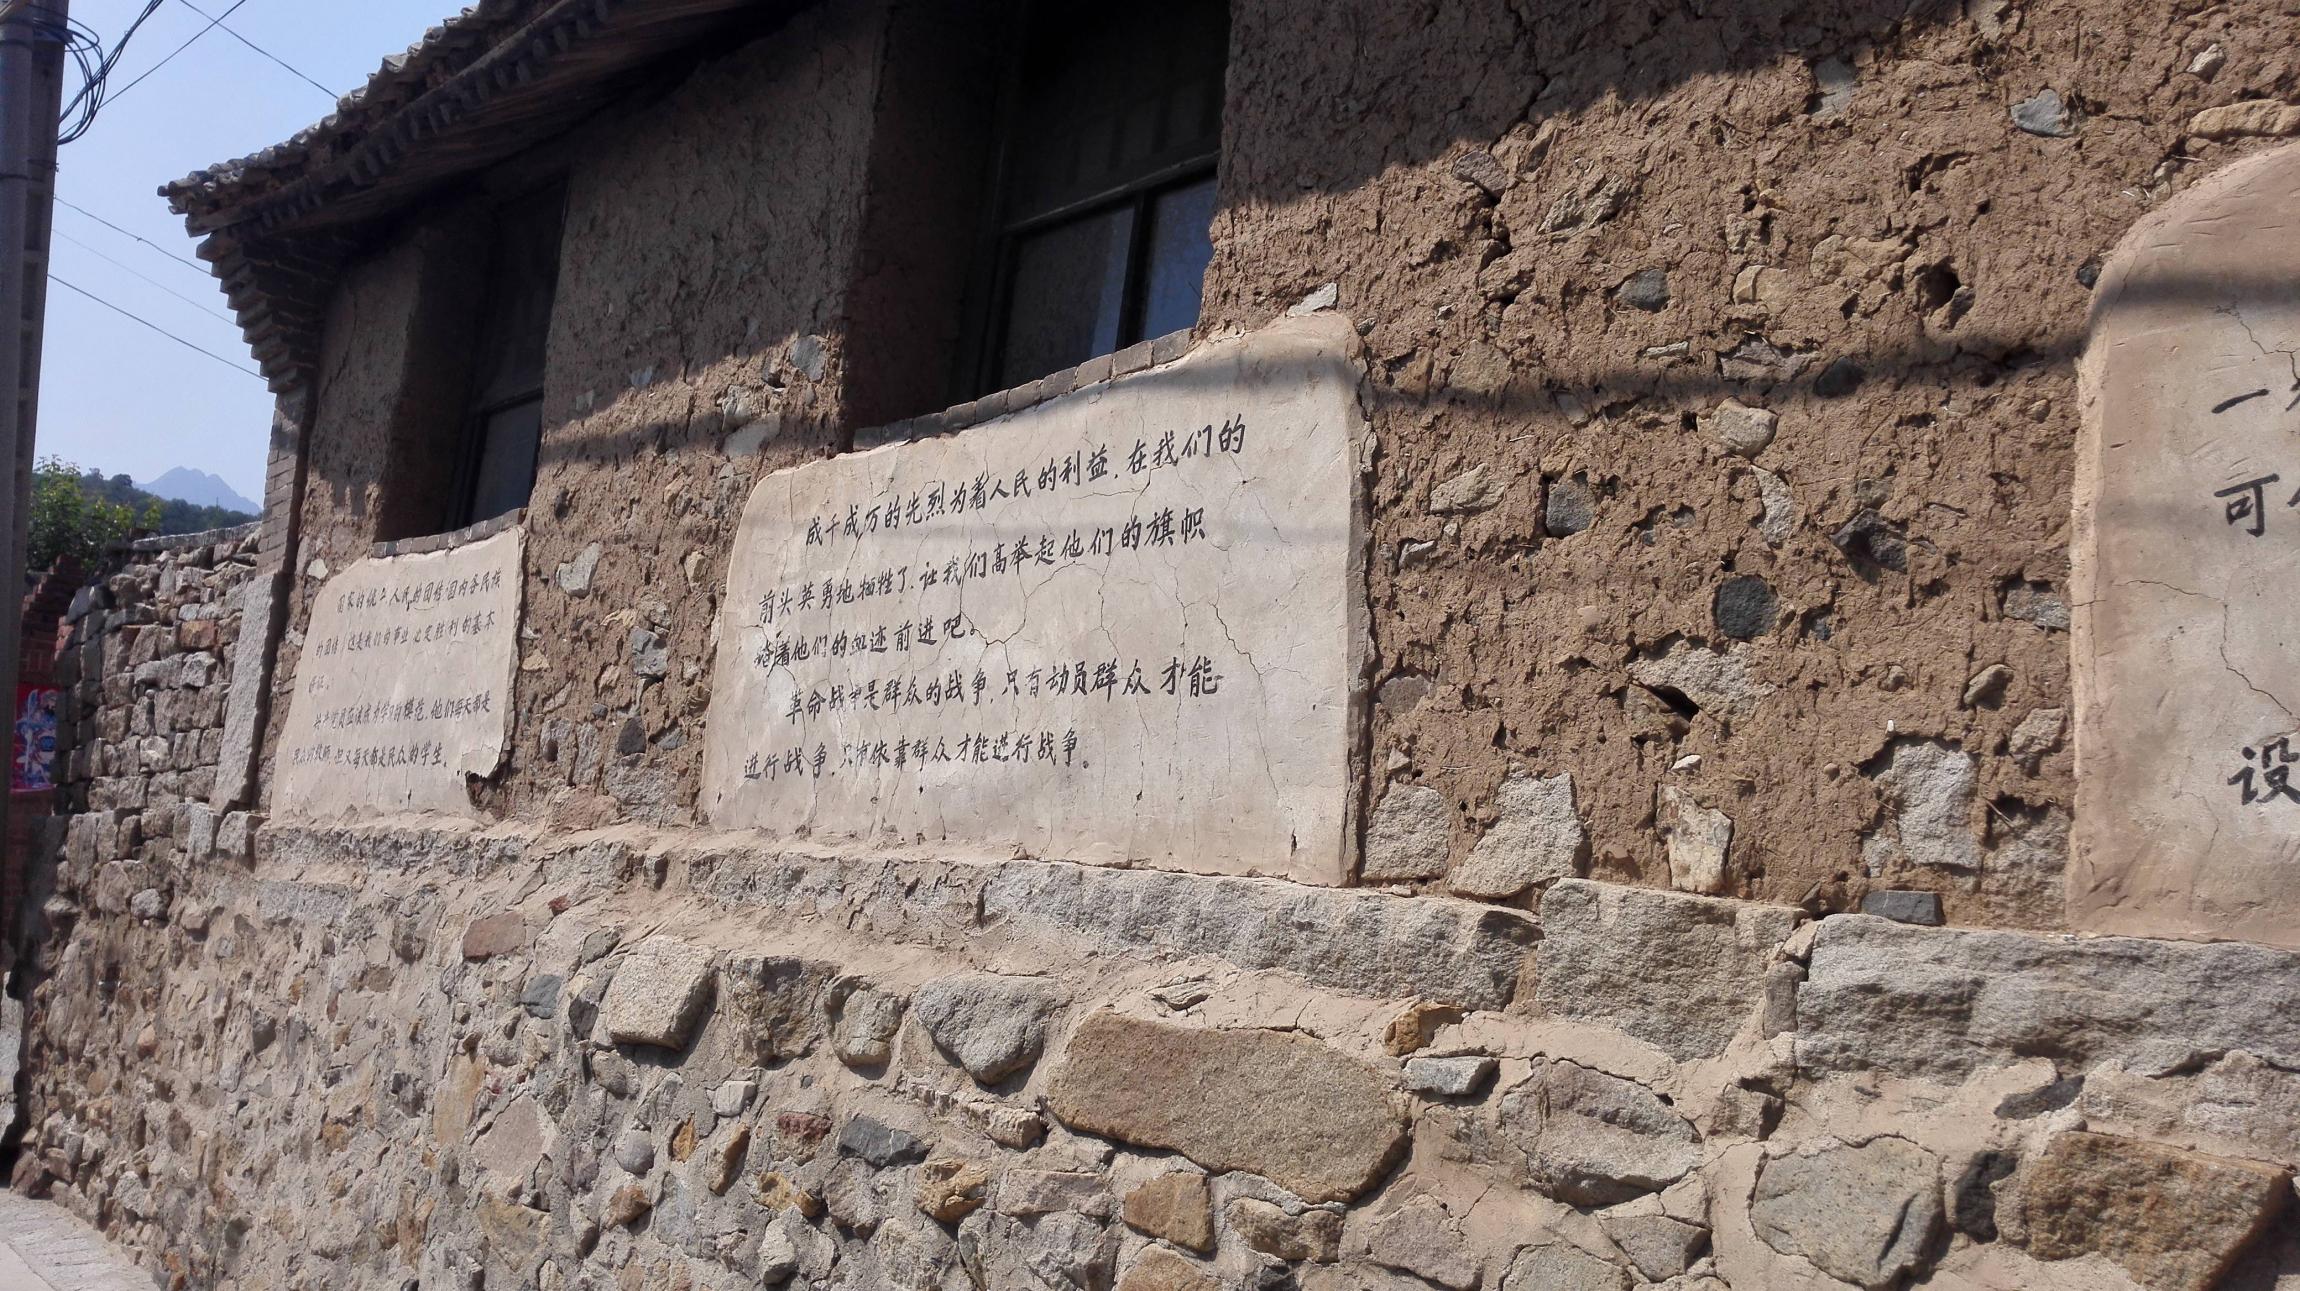 国家的统一,人民的团结,国内各民族
的团结,这是我们的事业必定胜利的基本
保证。
共产党员应该成为学习的模范,他们每天都是
民众的教师,但又每天都是民众的学生.
成千成万的先烈为着人民的利益,在我们的
前头英勇地牺牲了.让我们高举起他们的旗帜
踏着他们的血迹前进吧。
革命战争是群众的战争,只有动员群众才能
进行战争,只有依靠群众才能进行战争。
一
可
设